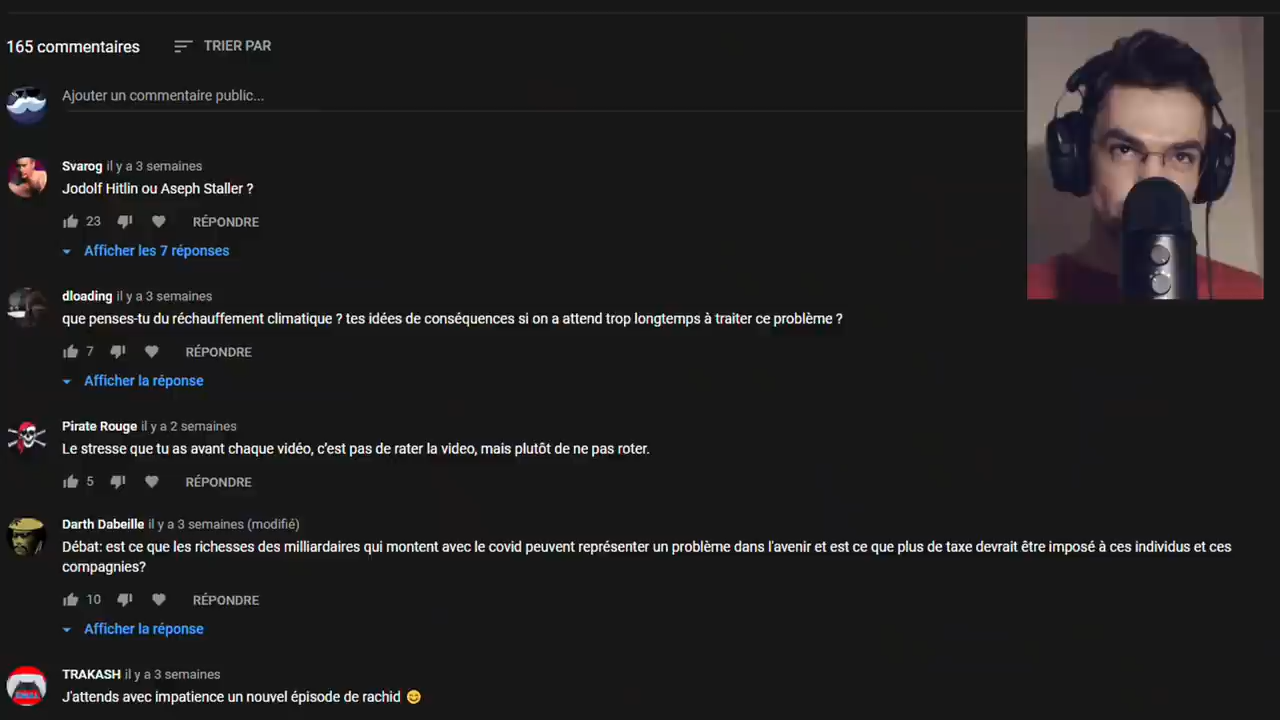 165 commentaires
TRIER PAR
Ajouter un commentaire public...
Svarog il y a 3 semaines
Jodolf Hitlin ou Aseph Staller ?
23 RÉPONDRE
Afficher les 7 réponses
dloading il y a 3 semaines
que penses-tu du réchauffement climatique ? tes idées de conséquences si on a attend trop longtemps à traiter ce problème ?
7 RÉPONDRE
Afficher la réponse
Pirate Rouge il y a 2 semaines
Le stresse que tu as avant chaque vidéo, c'est pas de rater la video, mais plutôt de ne pas roter.
5 RÉPONDRE
Darth Dabeille il y a 3 semaines (modifié)
Débat: est ce que les richesses des milliardaires qui montent avec le covid peuvent représenter un problème dans l'avenir et est ce que plus de taxe devrait être imposé à ces individus et ces
compagnies?
10 RÉPONDRE
Afficher la réponse
TRAKASH il y a 3 semaines
J'attends avec impatience un nouvel épisode de rachid 😊